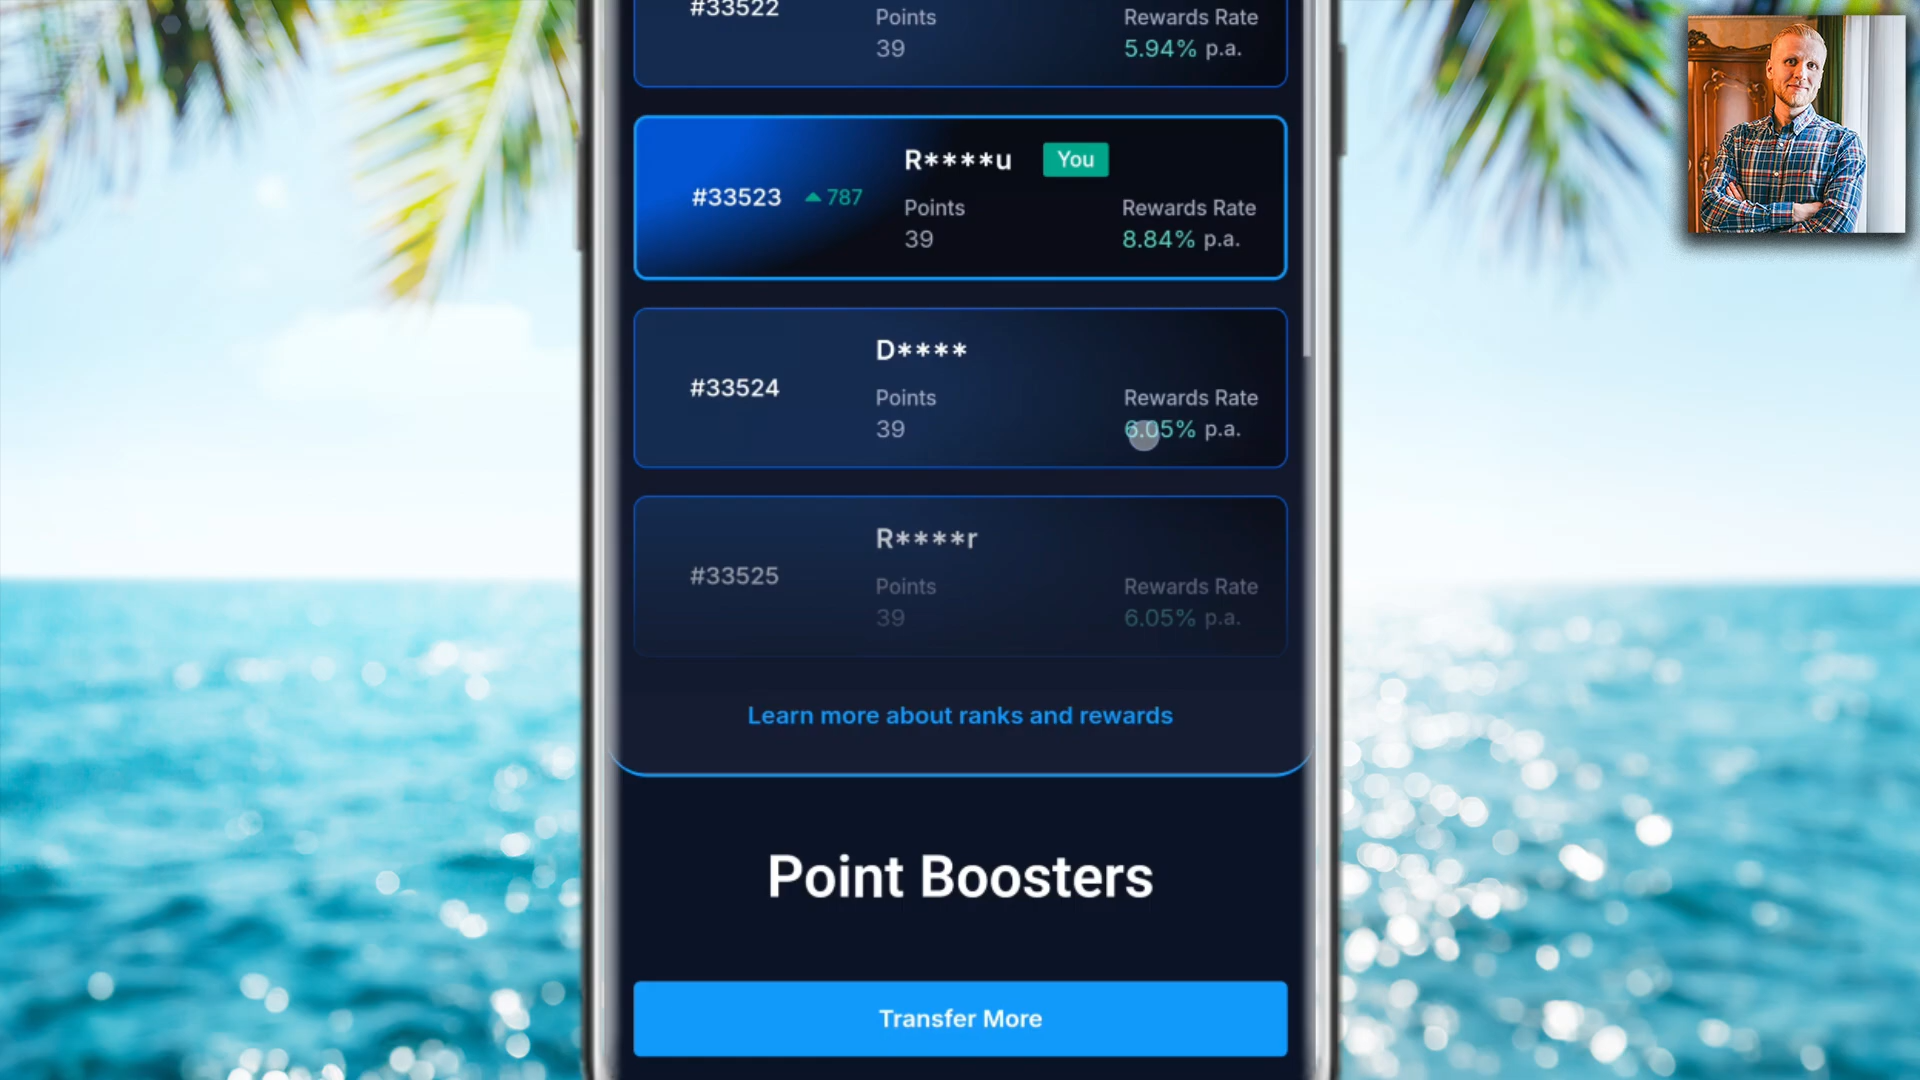 #33522
Points
39
Rewards Rate
5.94% p.a.
#33523
787
R****u
You
Points
39
Rewards Rate
8.84% p.a.
#33524
D****
Points
39
Rewards Rate
6.05% p.a.
#33525
R****r
Points
39
Rewards Rate
6.05% p.a.
Learn more about ranks and rewards
Point Boosters
Transfer More